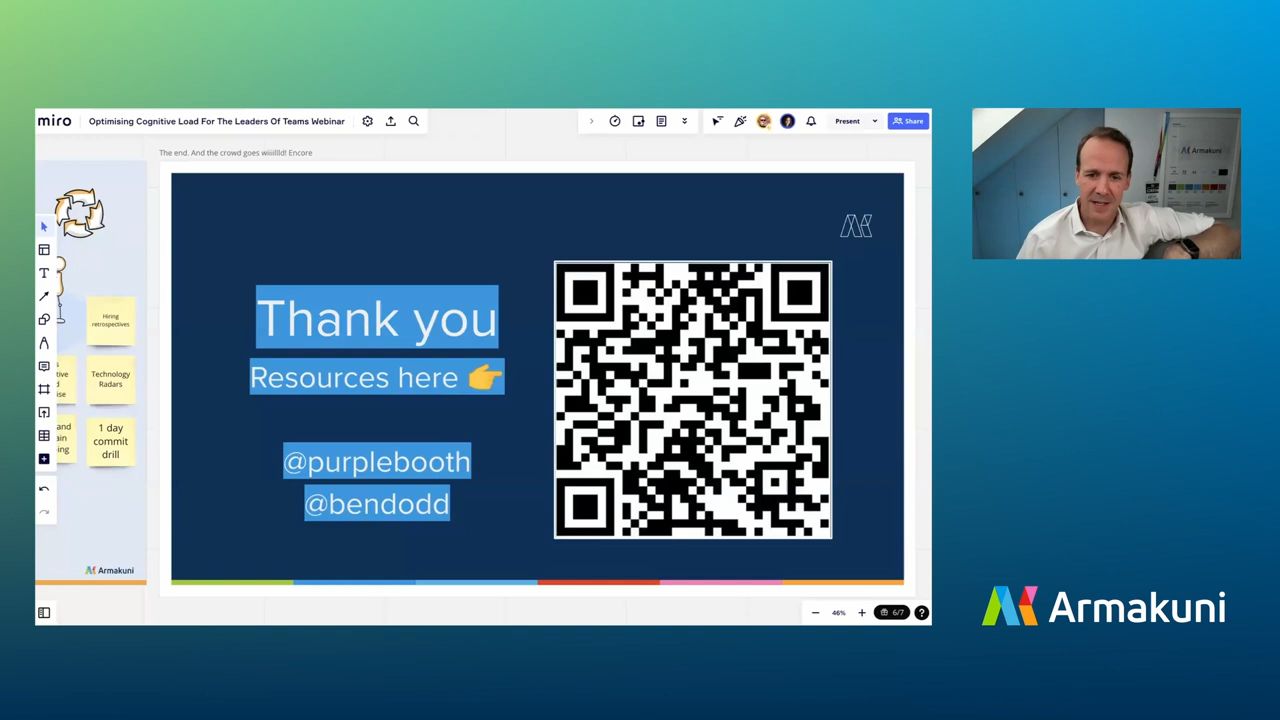 miro
Optimising Cognitive Load For The Leaders Of Teams Webinar
Present
Share
The end. And the crowd goes wiiillld! Encore
Hiring
retrospectives
Technology
Radars
1 day
commit
drill
Armakuni
Thank you
Resources here 👉
@purplebooth
@bendodd
46%
6/7
?
Armakuni
Armakuni